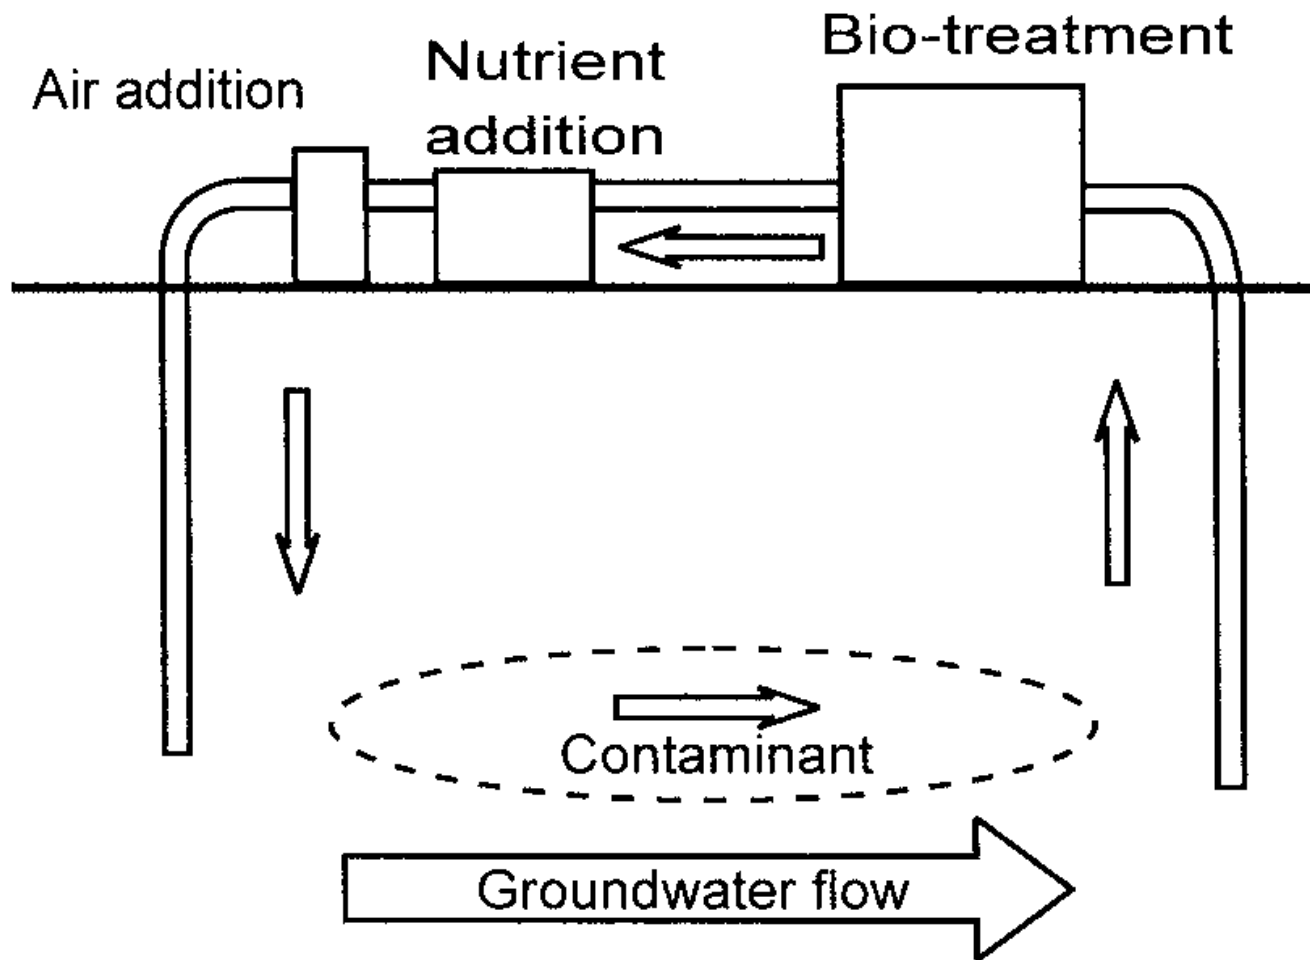 Air addition
Nutrient
addition
Bio-treatment
Contaminant
Groundwater flow